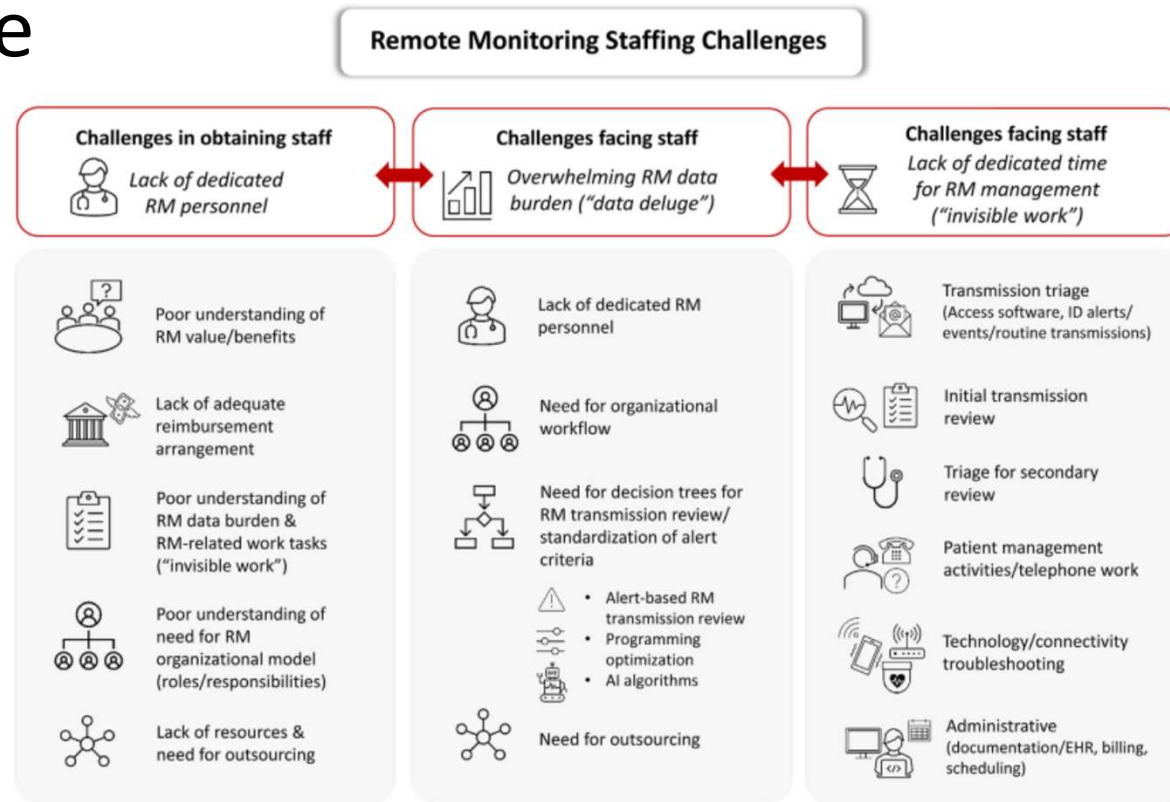 e
Remote Monitoring Staffing Challenges
Challenges in obtaining staff
Lack of dedicated
RM personnel
Challenges facing staff
Overwhelming RM data
burden (“data deluge”)
Challenges facing staff
Lack of dedicated time
for RM management
(“invisible work”)
?
Poor understanding of
RM value/benefits
Lack of adequate
reimbursement
arrangement
Poor understanding of
RM data burden &
RM-related work tasks
(“invisible work”)
Poor understanding of
need for RM
organizational model
(roles/responsibilities)
Lack of resources &
need for outsourcing
Lack of dedicated RM
personnel
Need for organizational
workflow
Need for decision trees for
RM transmission review/
standardization of alert
criteria
• Alert-based RM
transmission review
• Programming
optimization
• AI algorithms
Need for outsourcing
@
Transmission triage
(Access software, ID alerts/
events/routine transmissions)
Initial transmission
review
Triage for secondary
review
?
Patient management
activities/telephone work
Technology/connectivity
troubleshooting
</>
Administrative
(documentation/EHR, billing,
scheduling)